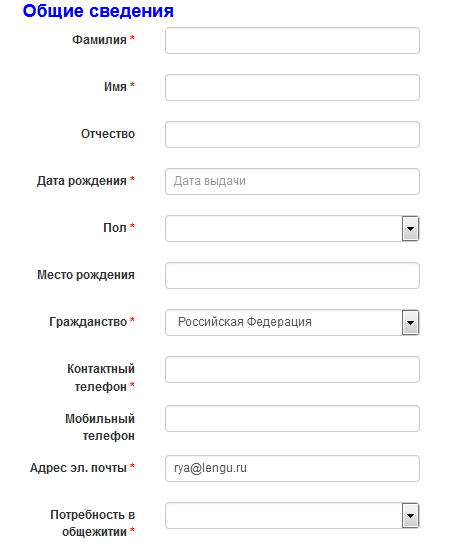 Общие сведения
Фамилия *
Имя *
Отчество
Дата рождения * Дата выдачи
Пол *
Место рождения
Гражданство * Российская Федерация
Контактный
телефон *
Мобильный
телефон
Адрес эл. почты * rya@lengu.ru
Потребность в
общежитии *